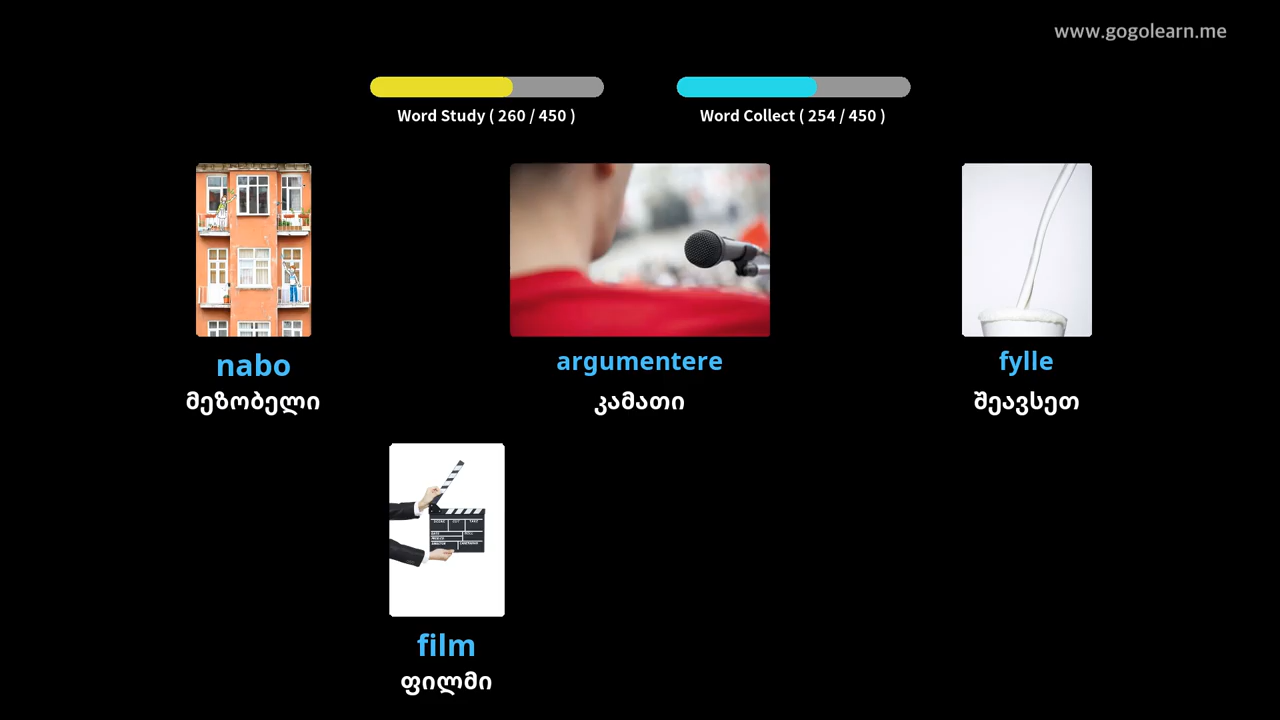 www.gogolearn.me
Word Study ( 260 / 450 )
Word Collect ( 254 / 450 )
nabo
მეზობელი
argumentere
კამათი
fylle
შეავსეთ
film
ფილმი